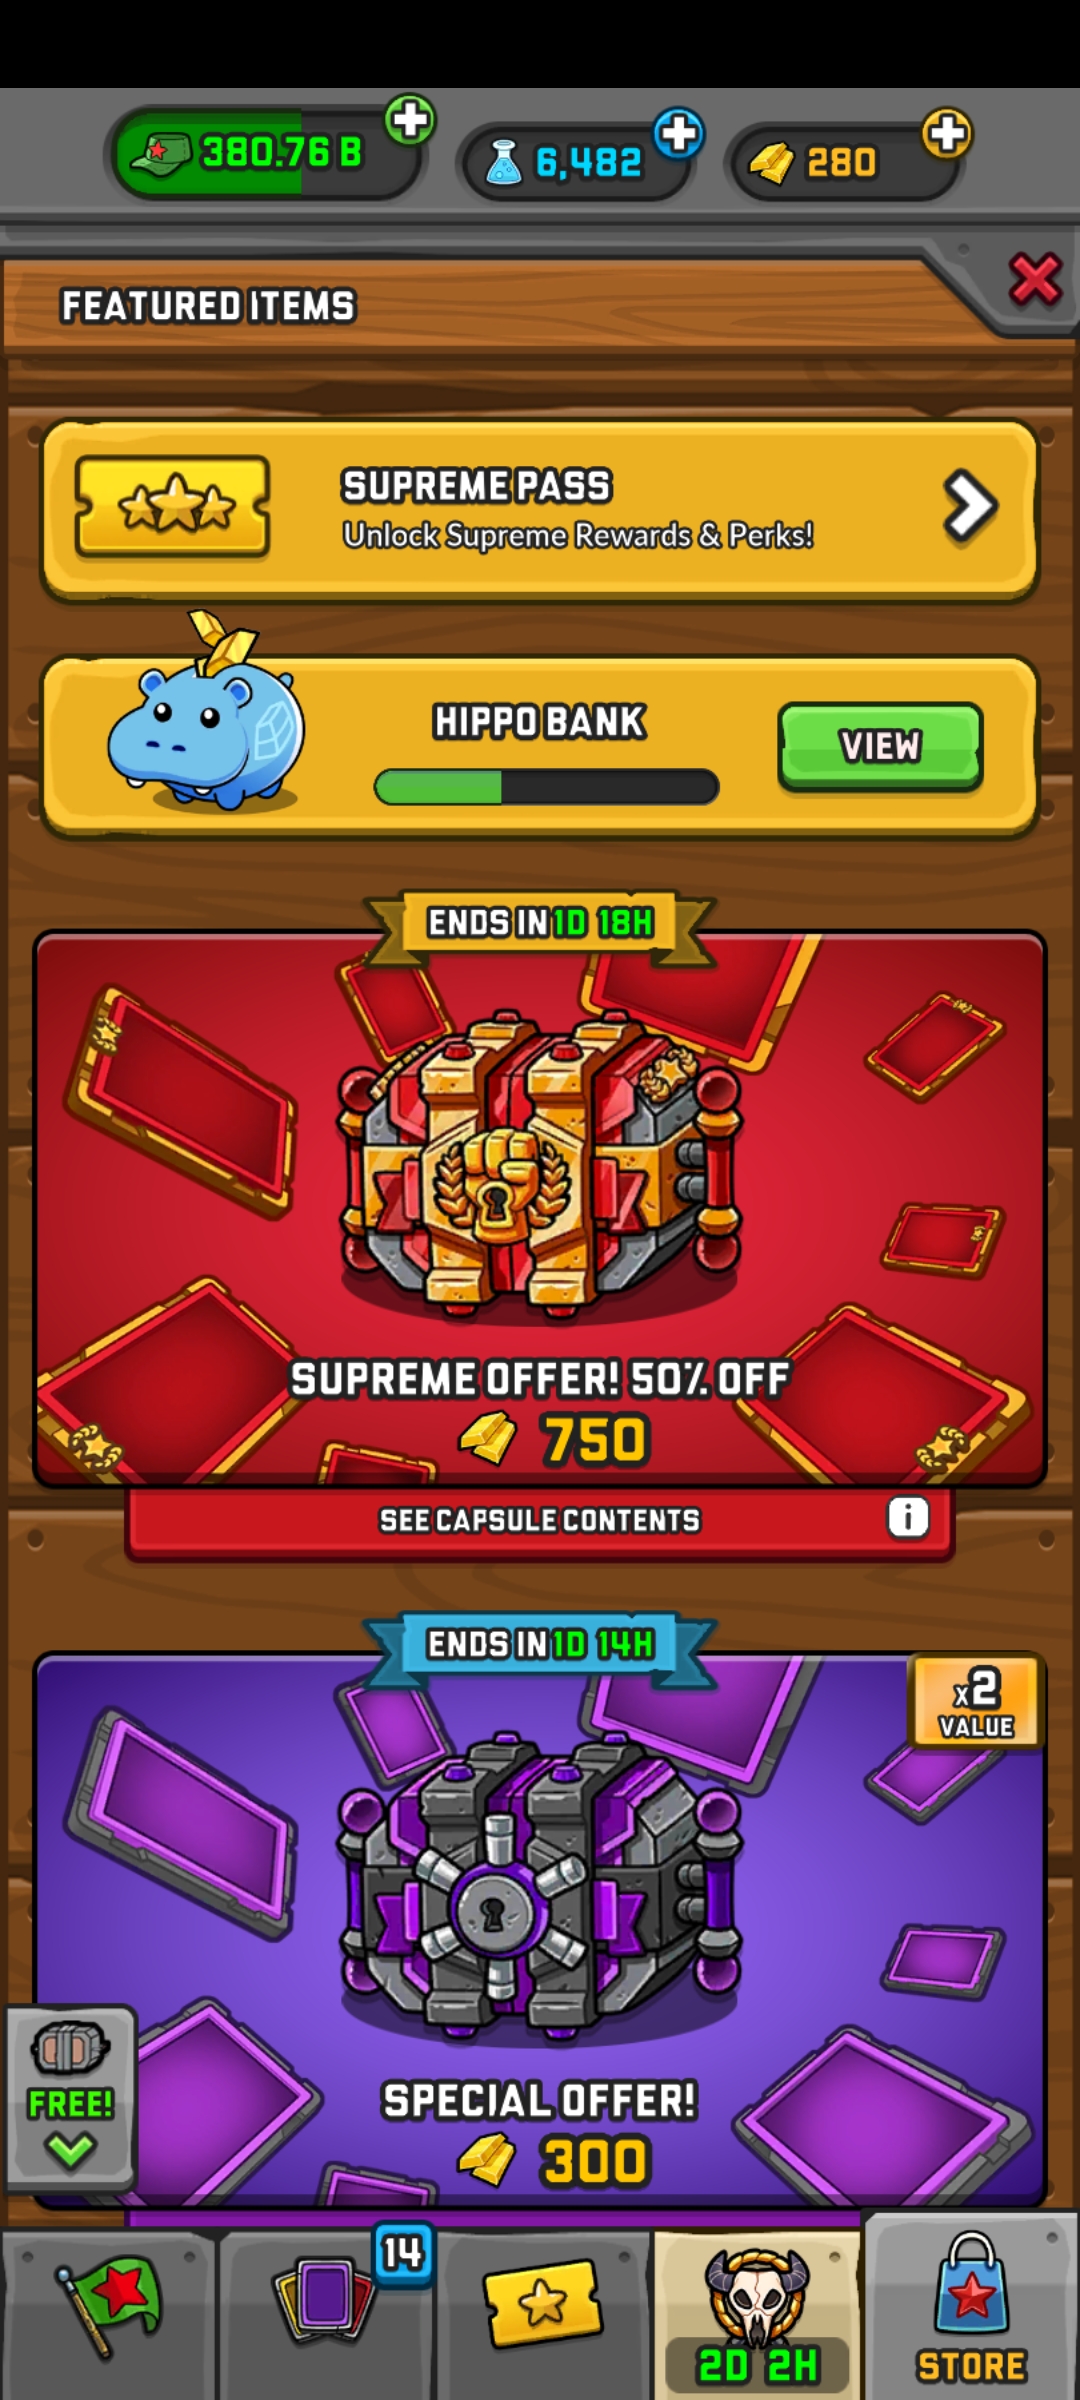 380.76 B
6,482
280
FEATURED ITEMS
SUPREME PASS
Unlock Supreme Rewards & Perks!
HIPPO BANK
VIEW
ENDS IN 1D 18H
SUPREME OFFER! 50% OFF
750
SEE CAPSULE CONTENTS
i
ENDS IN 1D 14H
x2
VALUE
SPECIAL OFFER!
300
FREE!
14
2D 2H
STORE